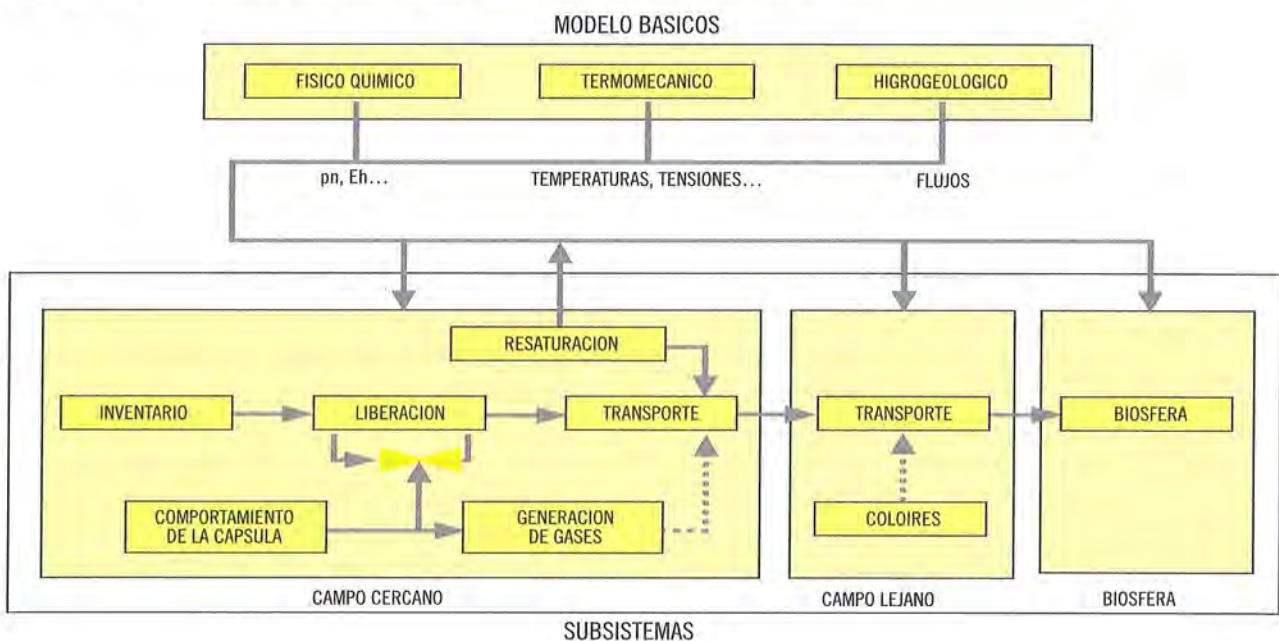 MODELO BASICOS
FISICO QUIMICO
TERMOMECANICO
HIGROGEOLOGICO
pn, Eh...
TEMPERATURAS, TENSIONES...
FLUJOS
RESATURACION
INVENTARIO
LIBERACION
TRANSPORTE
TRANSPORTE
BIOSFERA
COMPORTAMIENTO
DE LA CAPSULA
GENERACION
DE GASES
COLOIRES
CAMPO CERCANO
CAMPO LEJANO
BIOSFERA
SUBSISTEMAS